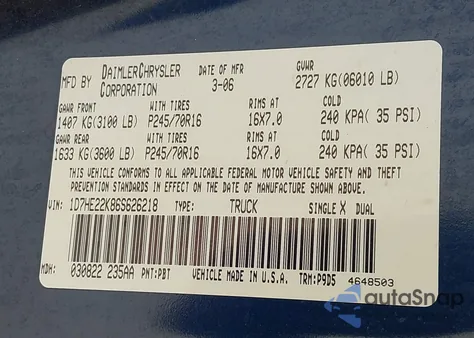 MFD BY DAIMLERCHRYSLER CORPORATION DATE OF MFR 3-06 GVWR 2727 KG(06010 LB)
GAWR FRONT WITH TIRES RIMS AT COLD
1407 KG(3100 LB) P245/70R16 16X7.0 240 KPA( 35 PSI)
GAWR REAR WITH TIRES RIMS AT COLD
1633 KG(3600 LB) P245/70R16 16X7.0 240 KPA( 35 PSI)
THIS VEHICLE CONFORMS TO ALL APPLICABLE FEDERAL MOTOR VEHICLE SAFETY AND THEFT
PREVENTION STANDARDS IN EFFECT ON THE DATE OF MANUFACTURE SHOWN ABOVE.
VIN: 1D7HE22K86S626218 TYPE: TRUCK SINGLE X DUAL
MDH: 030822 235AA PNT:PBT VEHICLE MADE IN U.S.A. TRM:P9D5 4648503
autoSnap